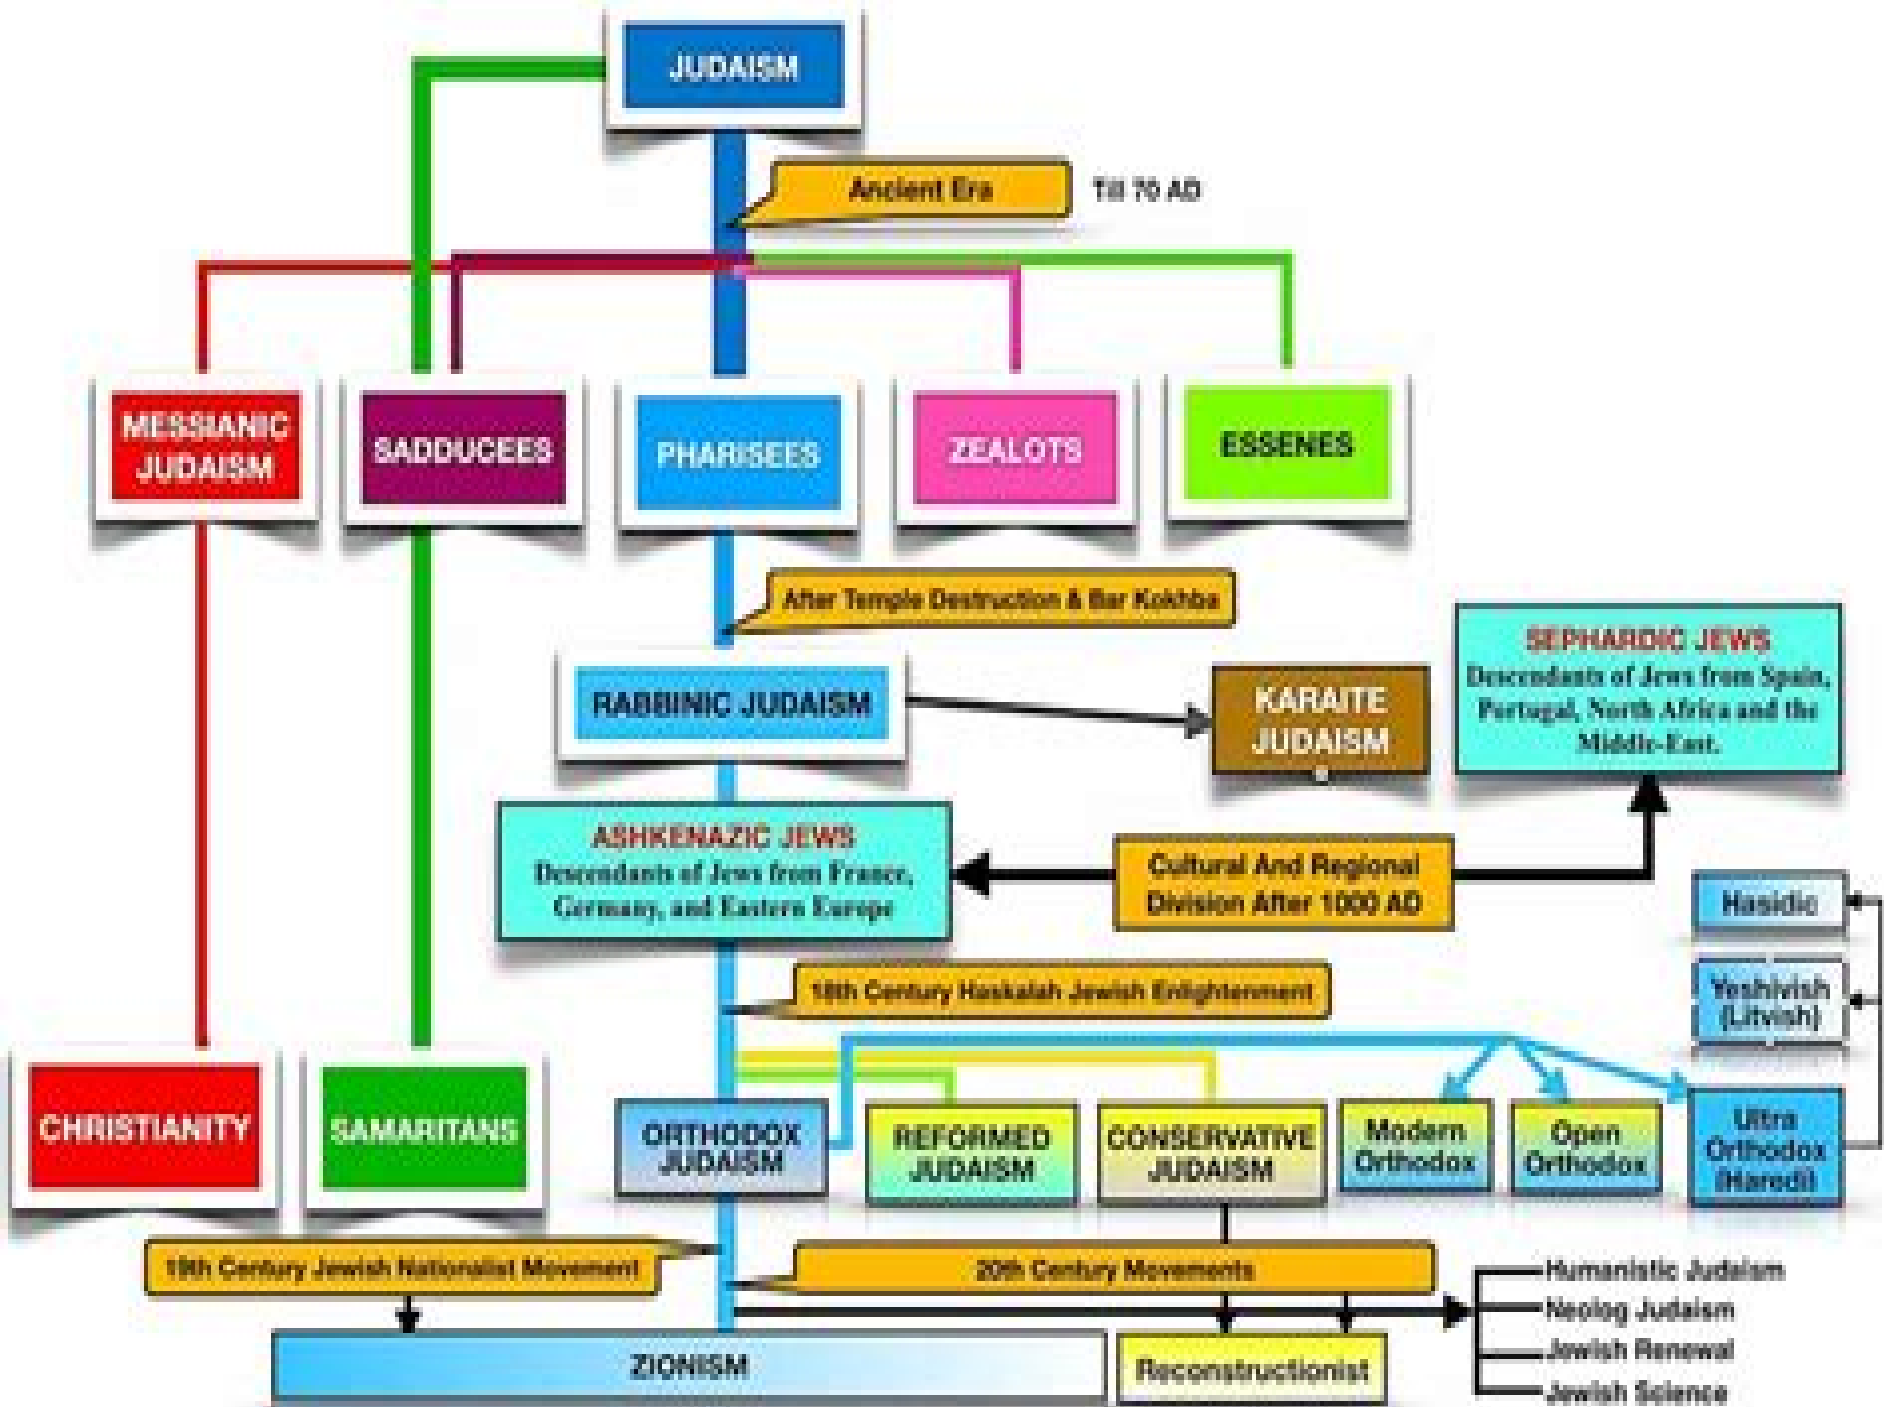 JUDAISM
Ancient Era
Till 70 AD
MESSIANIC
JUDAISM
SADDUCEES
PHARISEES
ZEALOTS
ESSENES
After Temple Destruction & Bar Kokhba
RABBINIC JUDAISM
KARAITE
JUDAISM
SEPHARDIC JEWS
Descendants of Jews from Spain,
Portugal, North Africa and the
Middle-East.
ASHKENAZIC JEWS
Descendants of Jews from France,
Germany, and Eastern Europe
Cultural And Regional
Division After 1000 AD
Hasidic
Yeshivish
(Litvish)
18th Century Haskalah Jewish Enlightenment
CHRISTIANITY
SAMARITANS
ORTHODOX
JUDAISM
REFORMED
JUDAISM
CONSERVATIVE
JUDAISM
Modern
Orthodox
Open
Orthodox
Ultra
Orthodox
(Haredi)
19th Century Jewish Nationalist Movement
20th Century Movements
Humanistic Judaism
Neolog Judaism
Jewish Renewal
Jewish Science
ZIONISM
Reconstructionist